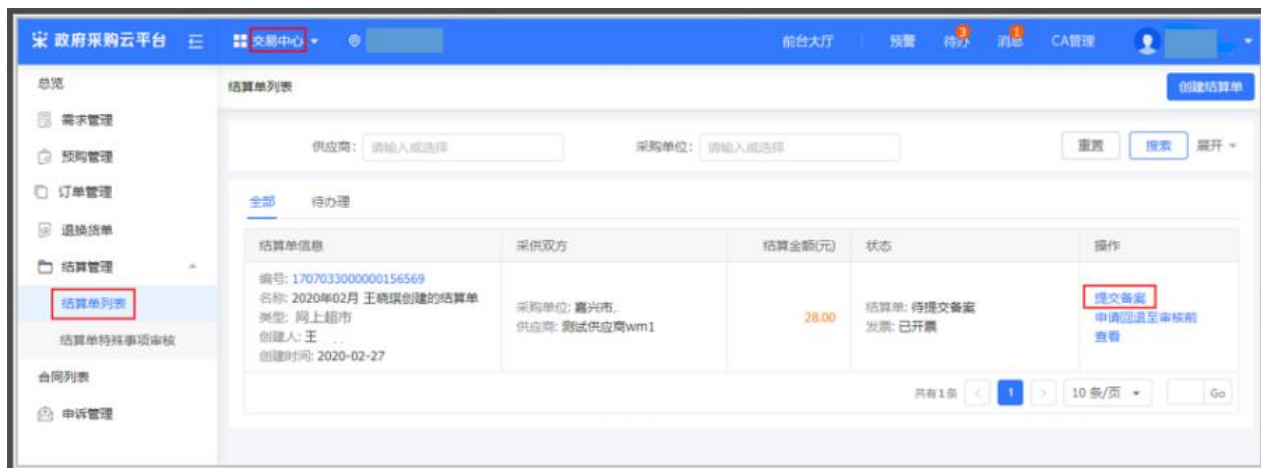 政府采购云平台
交易中心
前台大厅
预警
待办
3
消息
1
CA管理
总览
需求管理
预购管理
订单管理
退换货单
结算管理
结算单列表
结算单特殊事项审核
合同列表
申诉管理
结算单列表
创建结算单
供应商: 请输入或选择
采购单位: 请输入或选择
重置
搜索
展开
全部
待办理
结算单信息
采供双方
结算金额(元)
状态
操作
编号: 1707033000000156569
名称: 2020年02月 王晓琪创建的结算单
类型: 网上超市
创建人: 王
创建时间: 2020-02-27
采购单位: 嘉兴市
供应商: 测试供应商wm1
28.00
结算单: 待提交备案
发票: 已开票
提交备案
申请回退至审核前
查看
共有1条
<
1
>
10 条/页
Go